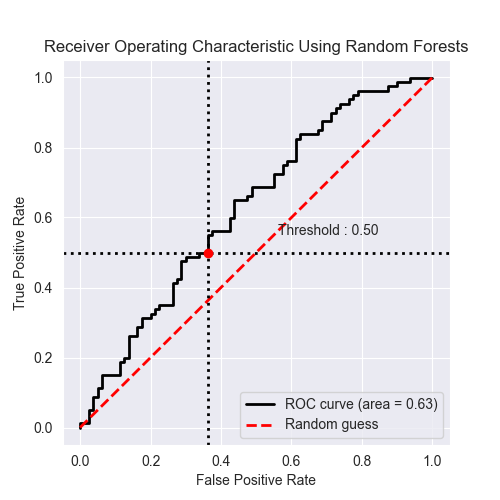 Receiver Operating Characteristic Using Random Forests
1.0
0.8
0.6
0.4
0.2
0.0
True Positive Rate
Threshold : 0.50
ROC curve (area = 0.63)
Random guess
0.0 0.2 0.4 0.6 0.8 1.0
False Positive Rate